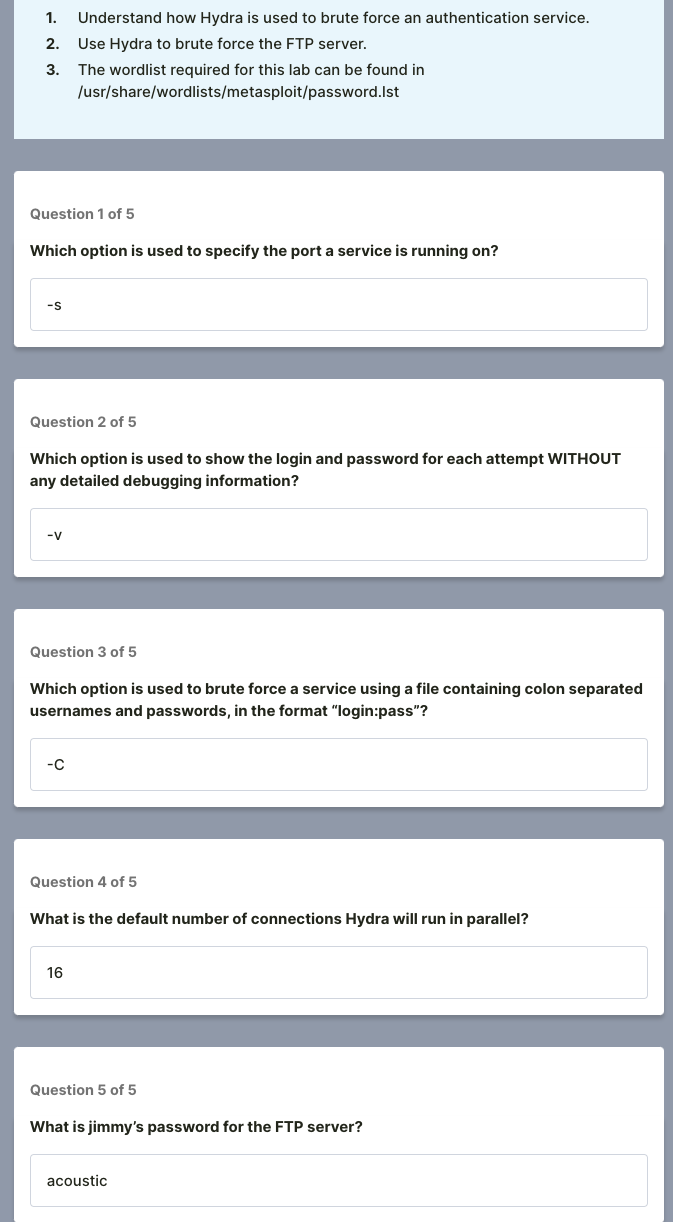 1. Understand how Hydra is used to brute force an authentication service.
2. Use Hydra to brute force the FTP server.
3. The wordlist required for this lab can be found in
/usr/share/wordlists/metasploit/password.lst
Question 1 of 5
Which option is used to specify the port a service is running on?
-s
Question 2 of 5
Which option is used to show the login and password for each attempt WITHOUT
any detailed debugging information?
-v
Question 3 of 5
Which option is used to brute force a service using a file containing colon separated
usernames and passwords, in the format “login:pass”?
-C
Question 4 of 5
What is the default number of connections Hydra will run in parallel?
16
Question 5 of 5
What is jimmy’s password for the FTP server?
acoustic